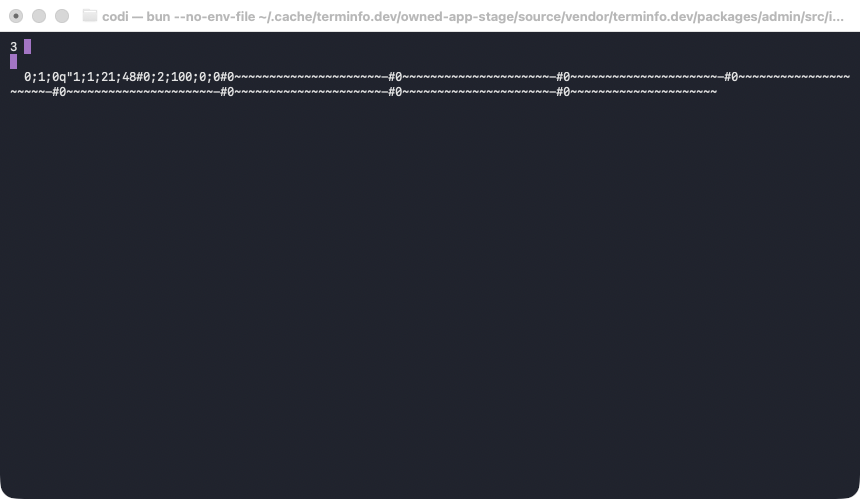 codi — bun --no-env-file ~/.cache/terminfo.dev/owned-app-stage/source/vendor/terminfo.dev/packages/admin/src/i...
3
0;1;0q"1;1;21;48#0;2;100;0;0#0~~~~~~~~~~~~~~~~~~~~~-#0~~~~~~~~~~~~~~~~~~~~~-#0~~~~~~~~~~~~~~~~~~~~~-#0~~~~~~~~~~~~~~~~
~~~~~-#0~~~~~~~~~~~~~~~~~~~~~-#0~~~~~~~~~~~~~~~~~~~~~-#0~~~~~~~~~~~~~~~~~~~~~-#0~~~~~~~~~~~~~~~~~~~~~